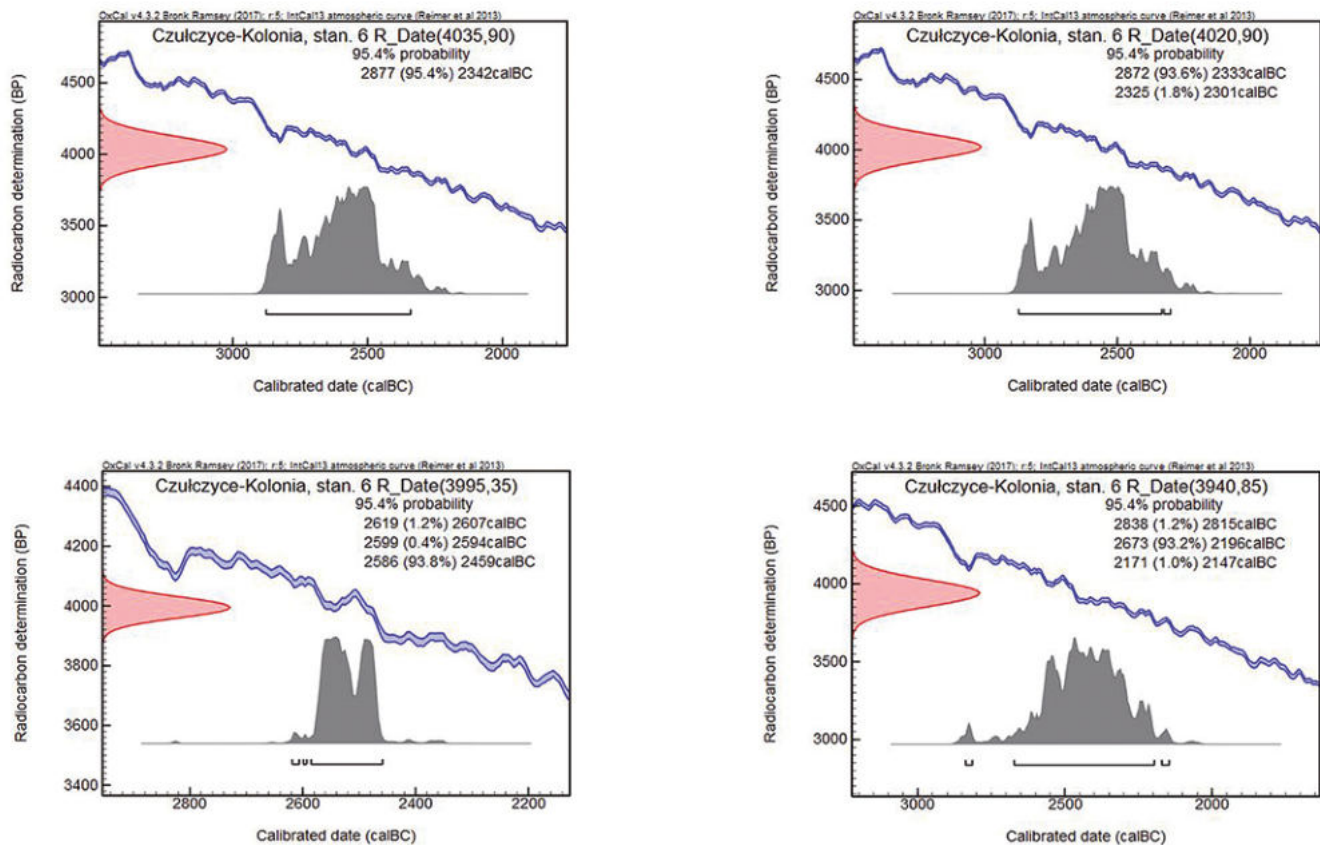 OxCal v4.3.2 Bronk Ramsey (2017); r:5; IntCal13 atmospheric curve (Reimer et al 2013)
Czułczyce-Kolonia, stan. 6 R_Date(4035,90)
95.4% probability
2877 (95.4%) 2342calBC
Radiocarbon determination (BP)
4500
4000
3500
3000
3000 2500 2000
Calibrated date (calBC)
OxCal v4.3.2 Bronk Ramsey (2017); r:5; IntCal13 atmospheric curve (Reimer et al 2013)
Czułczyce-Kolonia, stan. 6 R_Date(4020,90)
95.4% probability
2872 (93.6%) 2333calBC
2325 (1.8%) 2301calBC
Radiocarbon determination (BP)
4500
4000
3500
3000
3000 2500 2000
Calibrated date (calBC)
OxCal v4.3.2 Bronk Ramsey (2017); r:5; IntCal13 atmospheric curve (Reimer et al 2013)
Czułczyce-Kolonia, stan. 6 R_Date(3995,35)
95.4% probability
2619 (1.2%) 2607calBC
2599 (0.4%) 2594calBC
2586 (93.8%) 2459calBC
Radiocarbon determination (BP)
4400
4200
4000
3800
3600
3400
2800 2600 2400 2200
Calibrated date (calBC)
OxCal v4.3.2 Bronk Ramsey (2017); r:5; IntCal13 atmospheric curve (Reimer et al 2013)
Czułczyce-Kolonia, stan. 6 R_Date(3940,85)
95.4% probability
2838 (1.2%) 2815calBC
2673 (93.2%) 2196calBC
2171 (1.0%) 2147calBC
Radiocarbon determination (BP)
4500
4000
3500
3000
3000 2500 2000
Calibrated date (calBC)